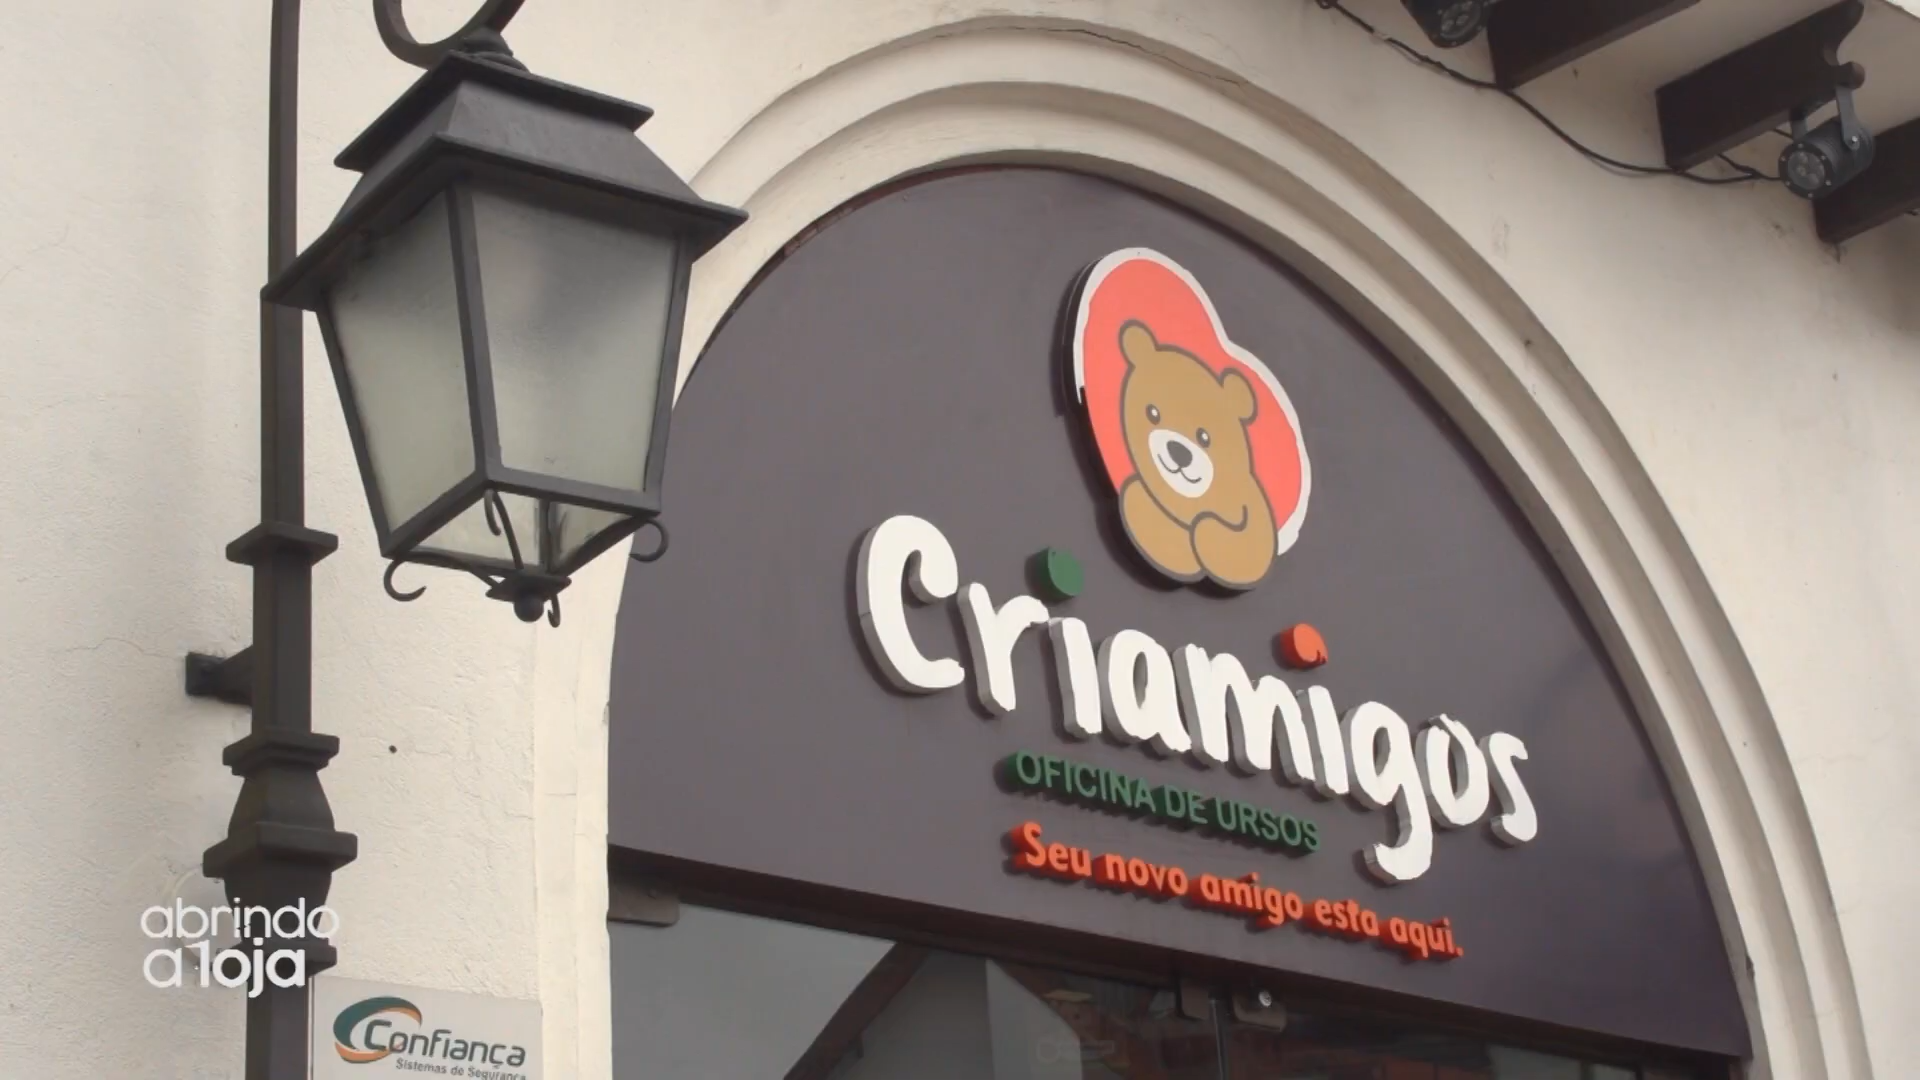 Criamigos
OFICINA DE URSOS
Seu novo amigo esta aqui.
abrindo
a loja
Confiança
Sistemas de Segurança